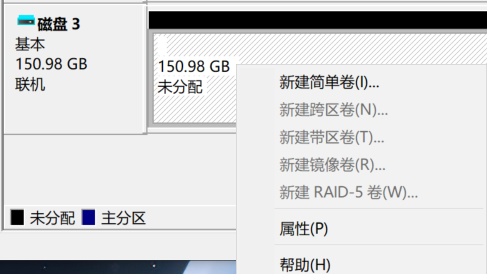 磁盘 3
基本
150.98 GB
联机
150.98 GB
未分配
新建简单卷(I)...
新建跨区卷(N)...
新建带区卷(T)...
新建镜像卷(R)...
新建 RAID-5 卷(W)...
属性(P)
帮助(H)
未分配 主分区